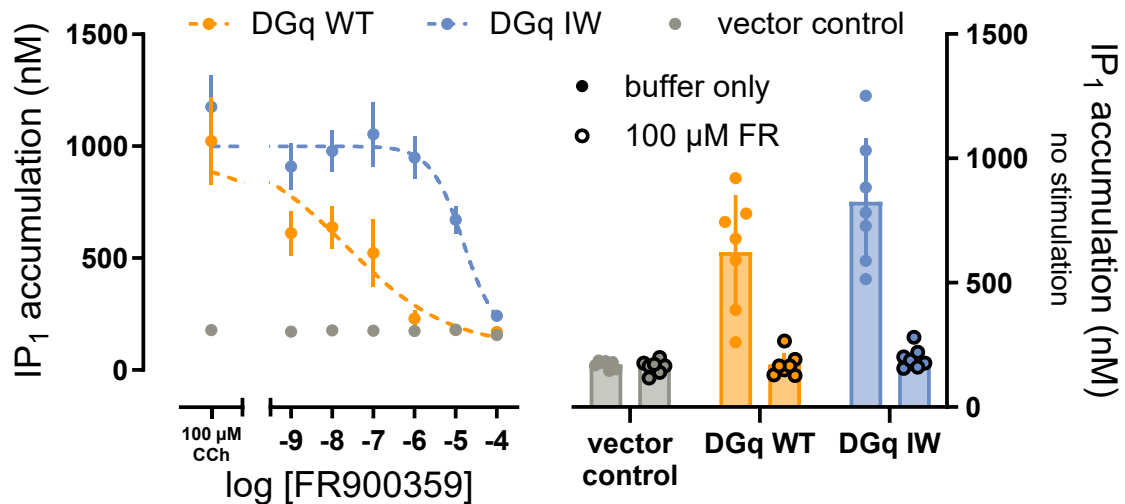 DGq WT
DGq IW
vector control
IP₁ accumulation (nM)
1500
1000
500
0
100 µM
CCh
-9
-8
-7
-6
-5
-4
log [FR900359]
buffer only
100 µM FR
vector
control
DGq WT
DGq IW
1500
1000
500
0
IP₁ accumulation (nM)
no stimulation